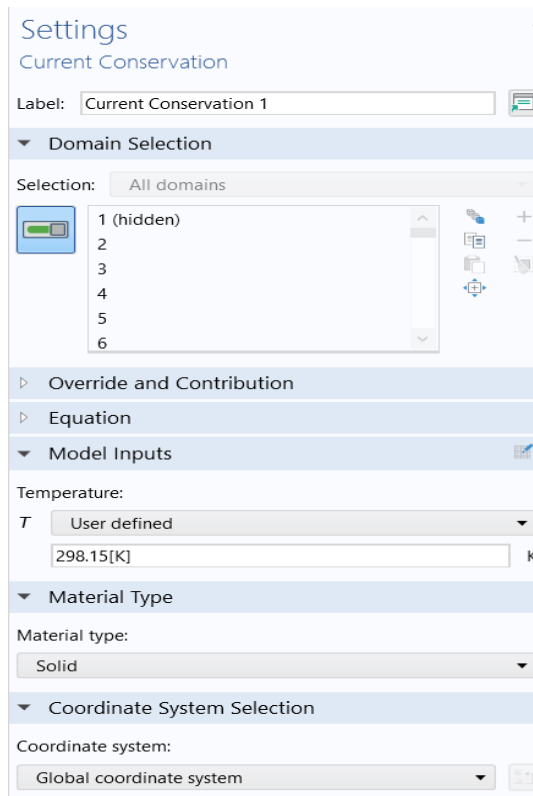 Settings
Current Conservation
Label: Current Conservation 1
Domain Selection
Selection: All domains
1 (hidden)
2
3
4
5
6
Override and Contribution
Equation
Model Inputs
Temperature:
T User defined
298.15[K] K
Material Type
Material type:
Solid
Coordinate System Selection
Coordinate system:
Global coordinate system